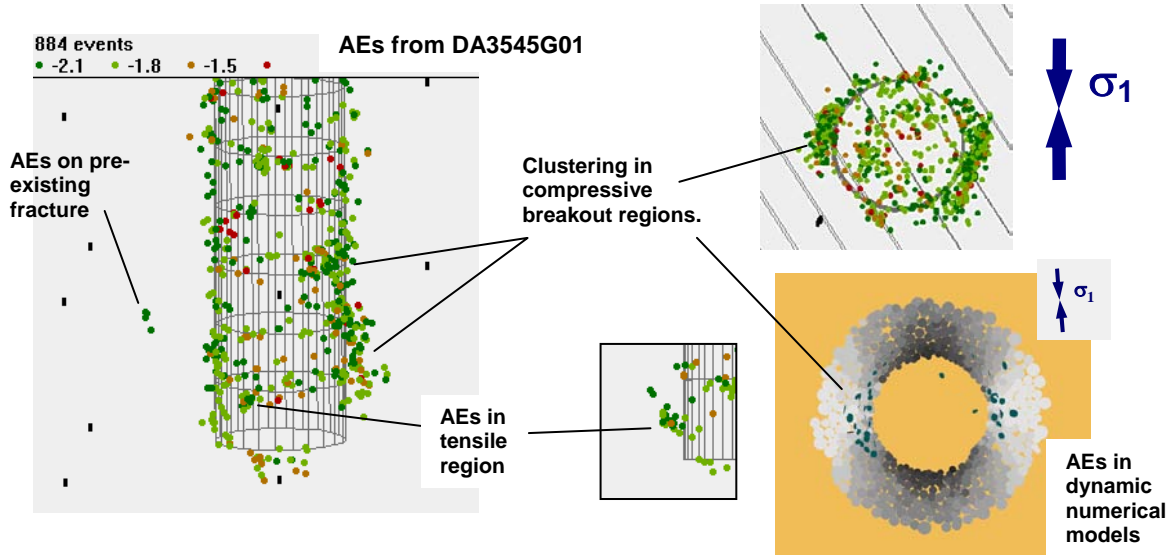 884 events
-2.1 -1.8 -1.5
AEs from DA3545G01
AEs on pre-
existing
fracture
Clustering in
compressive
breakout regions.
AEs in
tensile
region
σ1
σ1
AEs in
dynamic
numerical
models